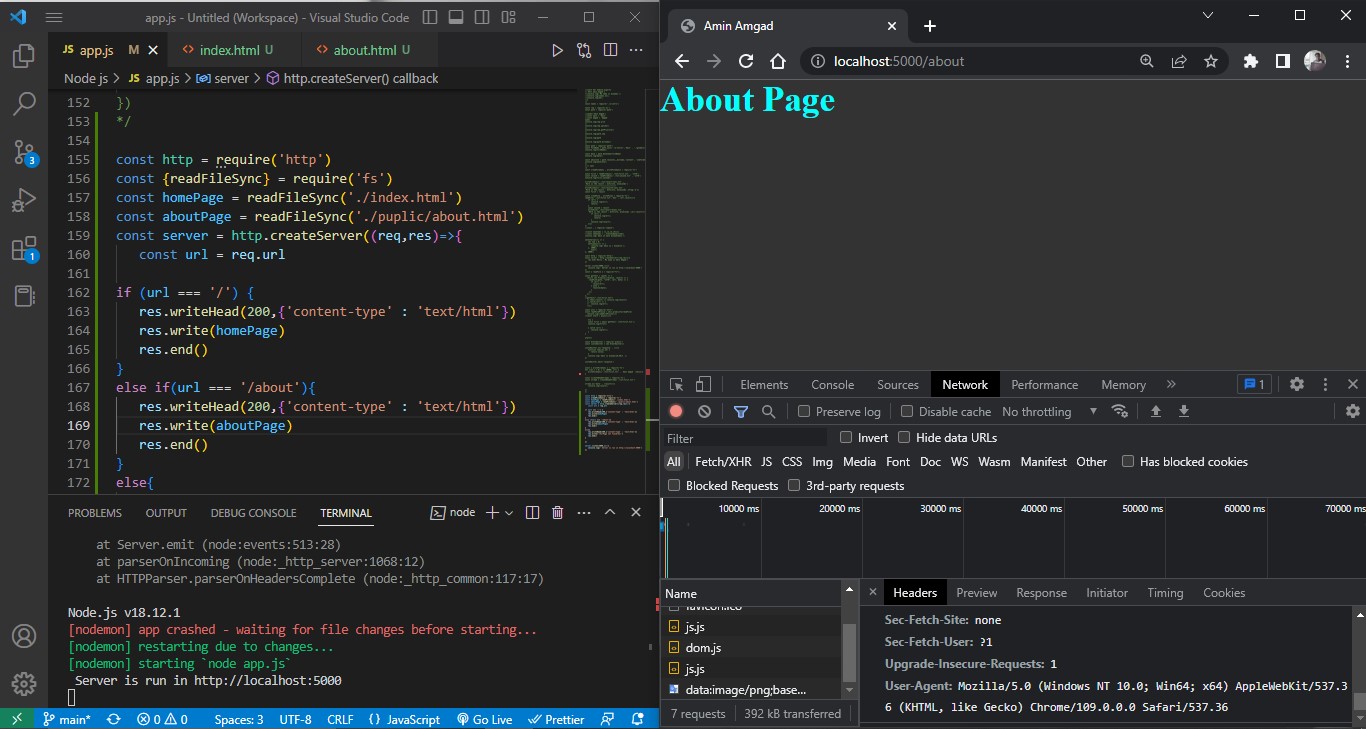 app.js - Untitled (Workspace) - Visual Studio Code
JS app.js M
<> index.html U
<> about.html U
Node js > JS app.js > server > http.createServer() callback
152 })
153 */
154
155 const http = require('http')
156 const {readFileSync} = require('fs')
157 const homePage = readFileSync('./index.html')
158 const aboutPage = readFileSync('./puplic/about.html')
159 const server = http.createServer((req,res)=>{
160 const url = req.url
161
162 if (url === '/') {
163 res.writeHead(200,{'content-type' : 'text/html'})
164 res.write(homePage)
165 res.end()
166 }
167 else if(url === '/about'){
168 res.writeHead(200,{'content-type' : 'text/html'})
169 res.write(aboutPage)
170 res.end()
171 }
172 else{
3
1
PROBLEMS OUTPUT DEBUG CONSOLE TERMINAL
node
at Server.emit (node:events:513:28)
at parserOnIncoming (node:_http_server:1068:12)
at HTTPParser.parserOnHeadersComplete (node:_http_common:117:17)
Node.js v18.12.1
[nodemon] app crashed - waiting for file changes before starting...
[nodemon] restarting due to changes...
[nodemon] starting `node app.js`
Server is run in http://localhost:5000
main* 0 0 Spaces: 3 UTF-8 CRLF {} JavaScript Go Live Prettier
Amin Amgad
localhost:5000/about
About Page
Elements Console Sources Network Performance Memory » 1
Preserve log Disable cache No throttling
Filter Invert Hide data URLs
All Fetch/XHR JS CSS Img Media Font Doc WS Wasm Manifest Other Has blocked cookies
Blocked Requests 3rd-party requests
10000 ms 20000 ms 30000 ms 40000 ms 50000 ms 60000 ms 70000 ms
Name
favicon.ico
js.js
dom.js
js.js
data:image/png;base...
7 requests 392 kB transferred
Headers Preview Response Initiator Timing Cookies
Sec-Fetch-Site: none
Sec-Fetch-User: ?1
Upgrade-Insecure-Requests: 1
User-Agent: Mozilla/5.0 (Windows NT 10.0; Win64; x64) AppleWebKit/537.3
6 (KHTML, like Gecko) Chrome/109.0.0.0 Safari/537.36